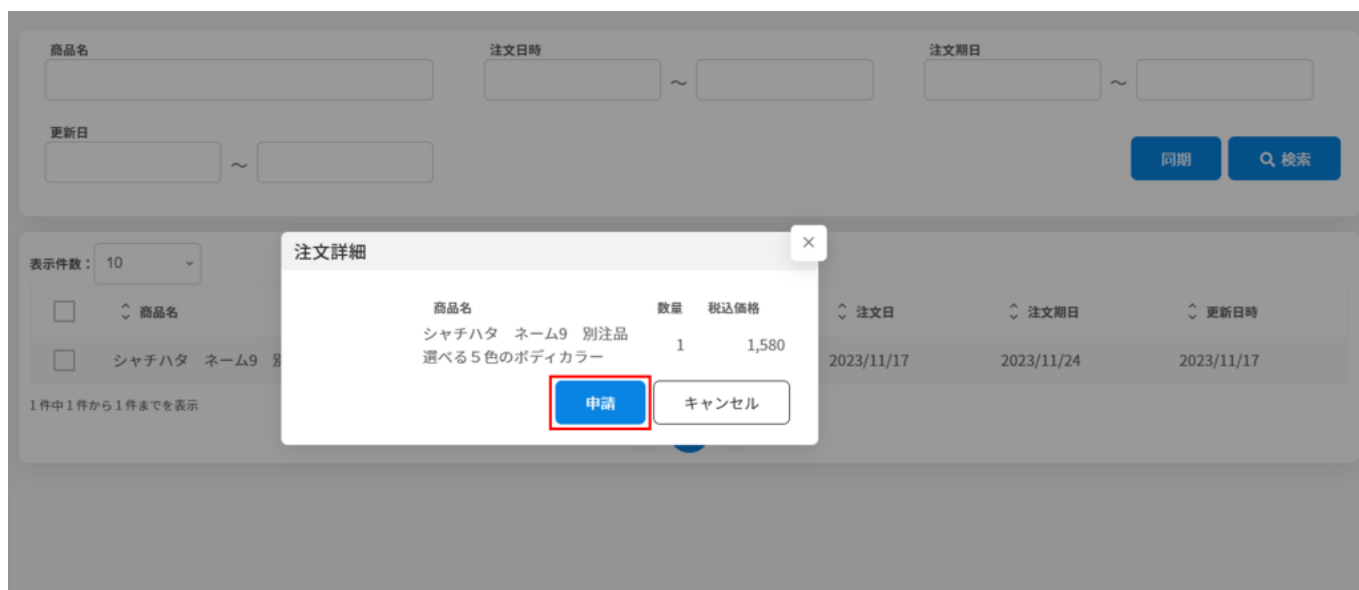 商品名 注文日時 注文期日
～ ～
更新日
～ 同期 検索
注文詳細 ×
表示件数： 10
商品名 数量 税込価格
商品名 注文日 注文期日 更新日時
シャチハタ ネーム9 別注品
選べる５色のボディカラー
1 1,580
シャチハタ ネーム9 2023/11/17 2023/11/24 2023/11/17
申請 キャンセル
1件中1件から1件までを表示